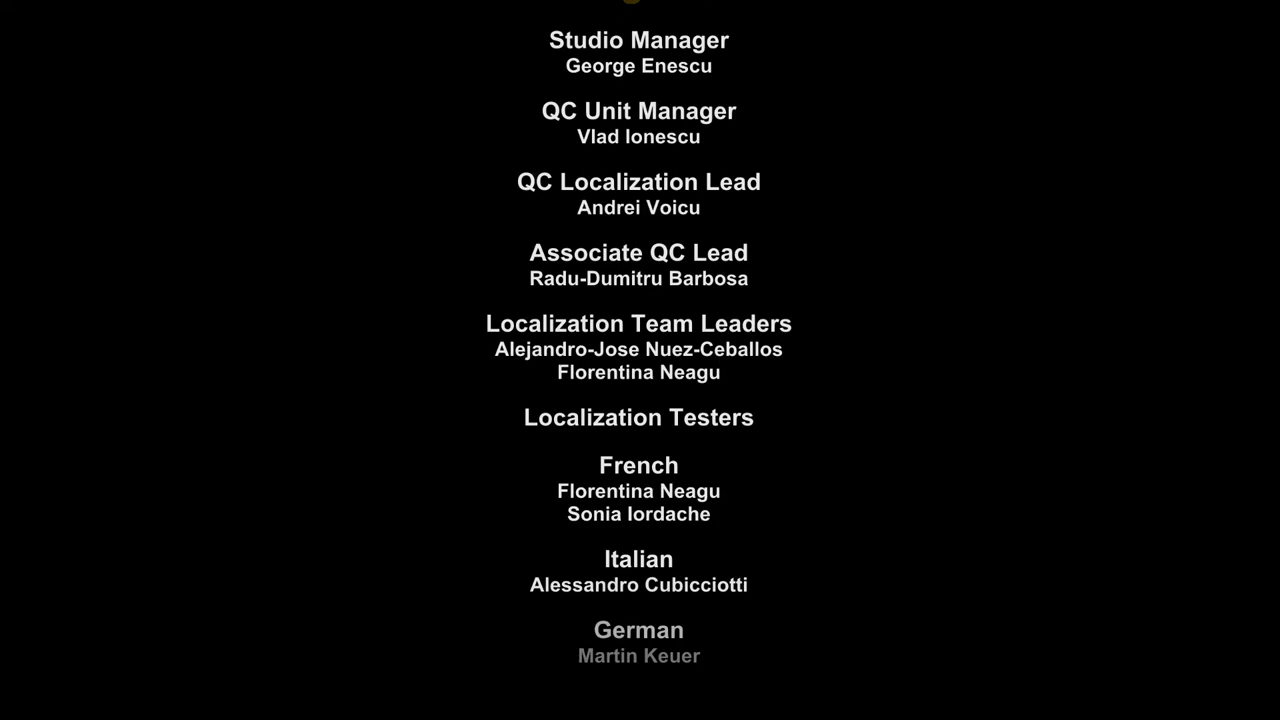 Studio Manager
George Enescu
QC Unit Manager
Vlad Ionescu
QC Localization Lead
Andrei Voicu
Associate QC Lead
Radu-Dumitru Barbosa
Localization Team Leaders
Alejandro-Jose Nuez-Ceballos
Florentina Neagu
Localization Testers
French
Florentina Neagu
Sonia Iordache
Italian
Alessandro Cubicciotti
German
Martin Keuer